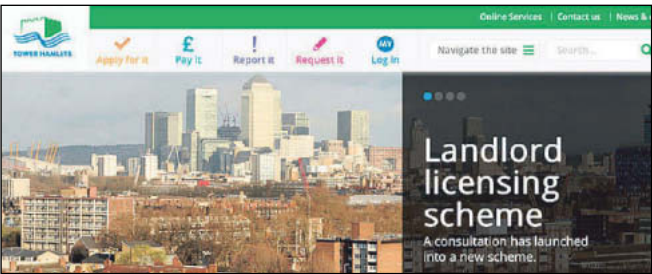 Online Services | Contact us | News &
TOWER HAMLETS
Apply for it
£
Pay it
!
Report it
Request it
MY
Log in
Navigate the site
Search...
Landlord
licensing
scheme
A consultation has launched
into a new scheme.